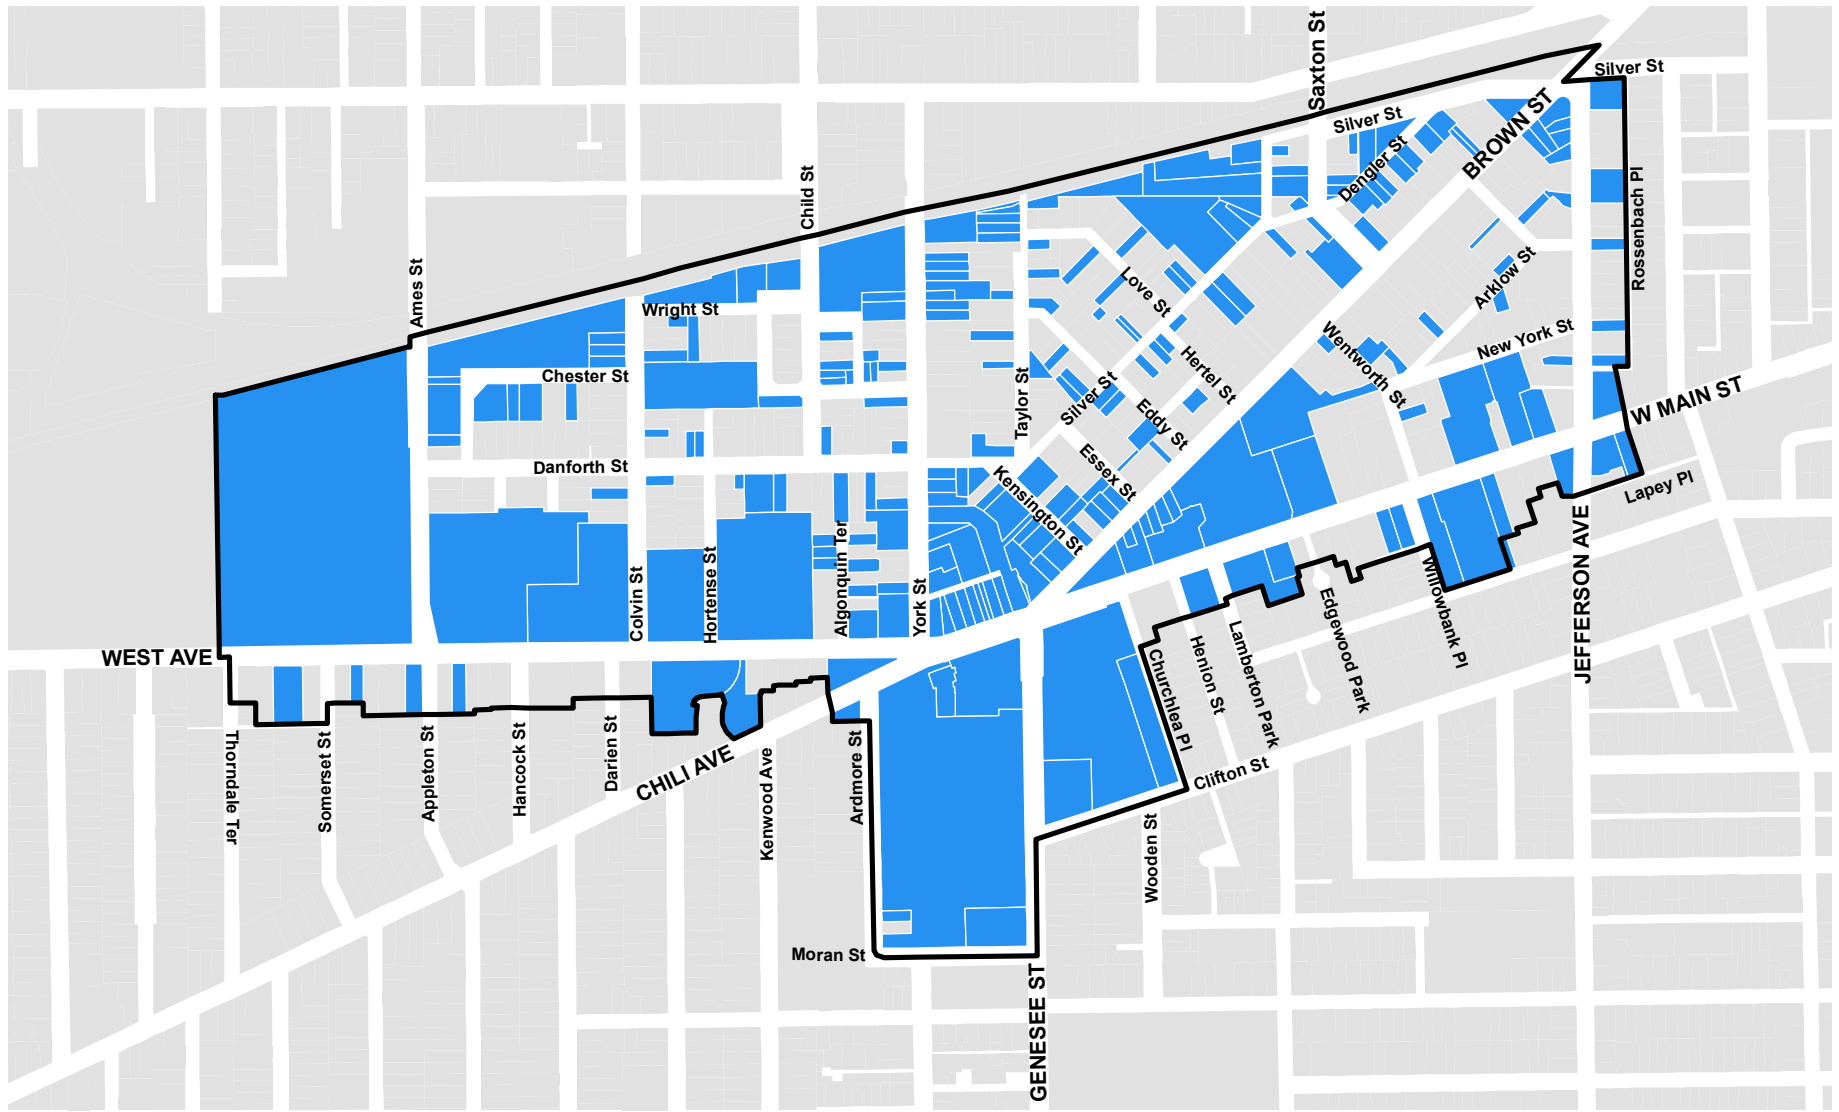 Saxton St
Silver St
Silver St
BROWN ST
Dengler St
Child St
Rossenbach Pl
Ames St
Love St
Arklow St
Wright St
Wentworth St
New York St
Hertel St
Chester St
Taylor St
Silver St
Eddy St
W MAIN ST
Danforth St
Essex St
Kensington St
Lapey Pl
Algonquin Ter
Colvin St
Hortense St
York St
JEFFERSON AVE
Willowbank Pl
Edgewood Park
WEST AVE
Henion St
Lamberton Park
Churchlea Pl
Thorndale Ter
Somerset St
Appleton St
Hancock St
Darien St
CHILI AVE
Kenwood Ave
Ardmore St
Clifton St
Wooden St
Moran St
GENESEE ST